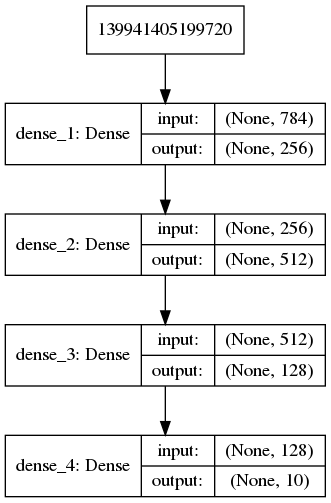 139941405199720
dense_1: Dense
input: (None, 784)
output: (None, 256)
dense_2: Dense
input: (None, 256)
output: (None, 512)
dense_3: Dense
input: (None, 512)
output: (None, 128)
dense_4: Dense
input: (None, 128)
output: (None, 10)